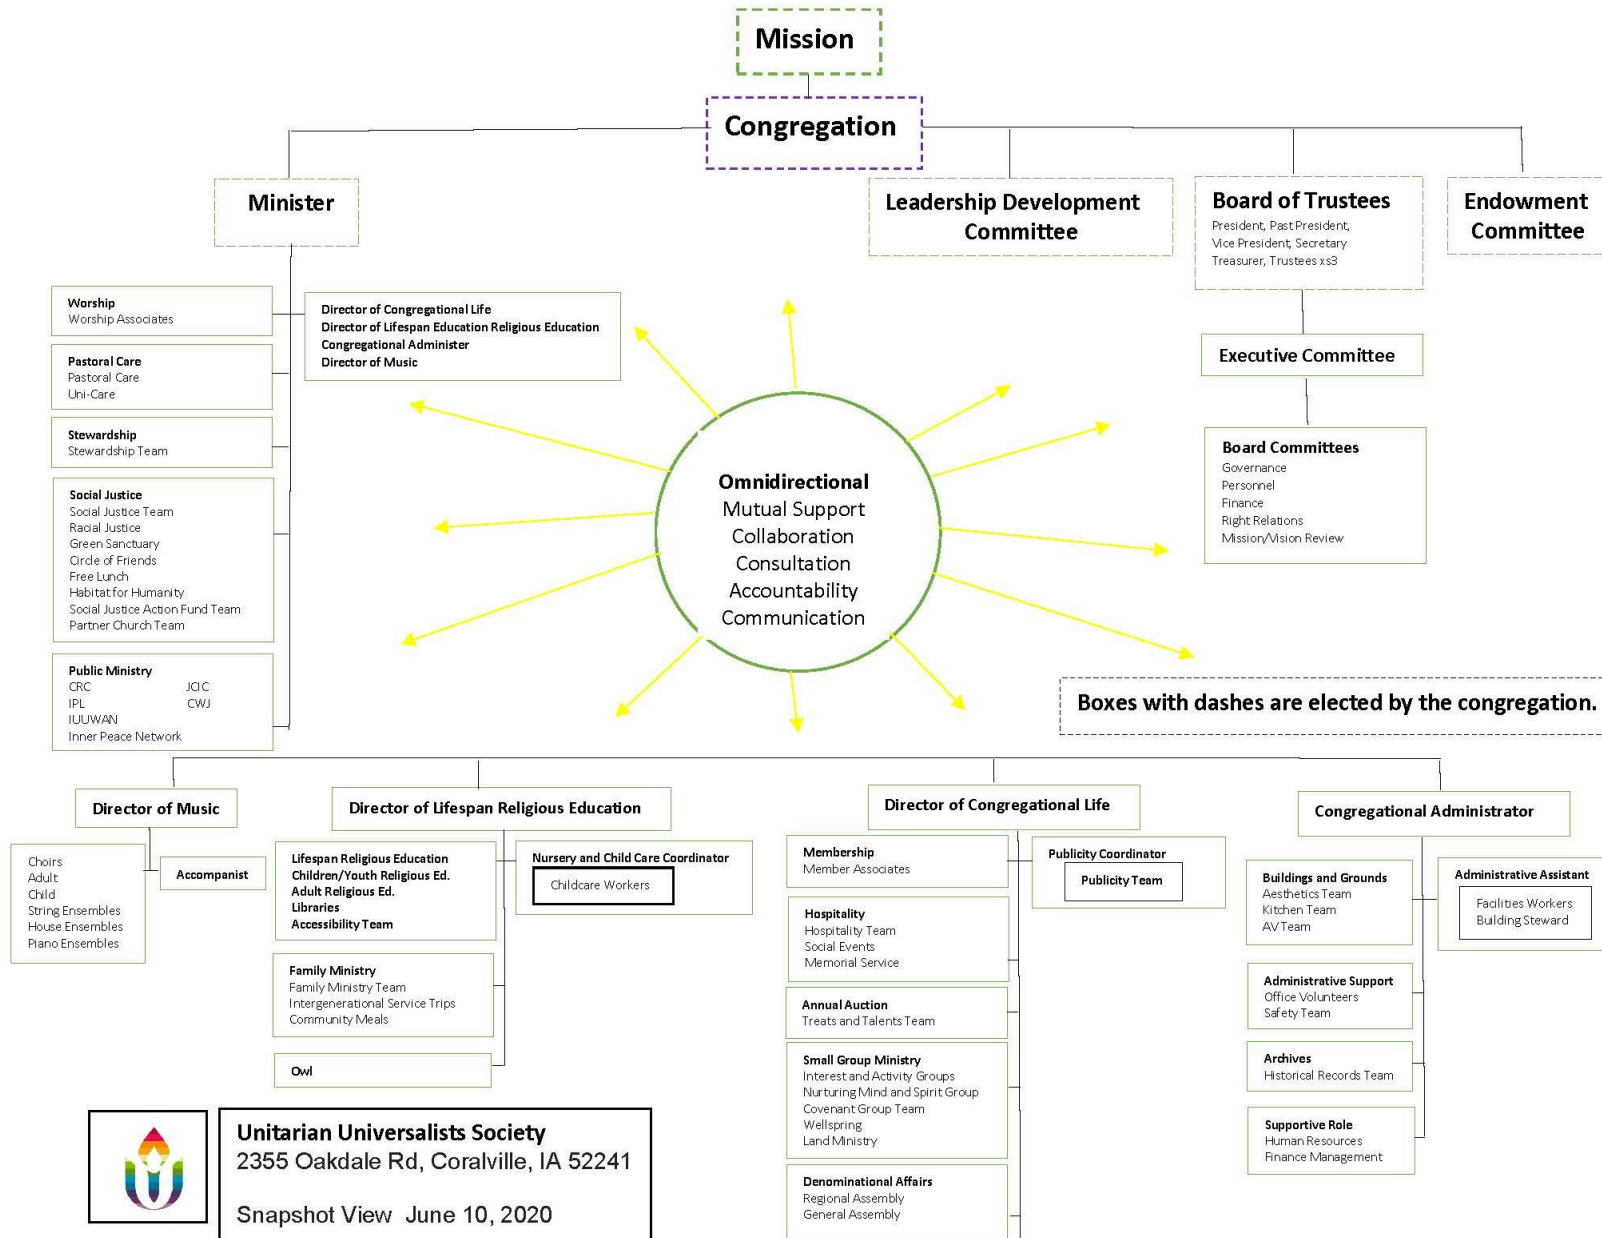 Mission
Congregation
Minister
Leadership Development
Committee
Board of Trustees
President, Past President,
Vice President, Secretary
Treasurer, Trustees xs3
Endowment
Committee
Worship
Worship Associates
Director of Congregational Life
Director of Lifespan Education Religious Education
Congregational Administer
Director of Music
Pastoral Care
Pastoral Care
Uni-Care
Stewardship
Stewardship Team
Social Justice
Social Justice Team
Racial Justice
Green Sanctuary
Circle of Friends
Free Lunch
Habitat for Humanity
Social Justice Action Fund Team
Partner Church Team
Public Ministry
CRC JCIC
IPL CWJ
IUUWAN
Inner Peace Network
Omnidirectional
Mutual Support
Collaboration
Consultation
Accountability
Communication
Executive Committee
Board Committees
Governance
Personnel
Finance
Right Relations
Mission/Vision Review
Boxes with dashes are elected by the congregation.
Director of Music
Choirs
Adult
Child
String Ensembles
House Ensembles
Piano Ensembles
Accompanist
Director of Lifespan Religious Education
Lifespan Religious Education
Children/Youth Religious Ed.
Adult Religious Ed.
Libraries
Accessibility Team
Nursery and Child Care Coordinator
Childcare Workers
Family Ministry
Family Ministry Team
Intergenerational Service Trips
Community Meals
Owl
Director of Congregational Life
Membership
Member Associates
Publicity Coordinator
Publicity Team
Hospitality
Hospitality Team
Social Events
Memorial Service
Annual Auction
Treats and Talents Team
Small Group Ministry
Interest and Activity Groups
Nurturing Mind and Spirit Group
Covenant Group Team
Wellspring
Land Ministry
Denominational Affairs
Regional Assembly
General Assembly
Congregational Administrator
Buildings and Grounds
Aesthetics Team
Kitchen Team
AV Team
Administrative Assistant
Facilities Workers
Building Steward
Administrative Support
Office Volunteers
Safety Team
Archives
Historical Records Team
Supportive Role
Human Resources
Finance Management
Unitarian Universalists Society
2355 Oakdale Rd, Coralville, IA 52241
Snapshot View June 10, 2020